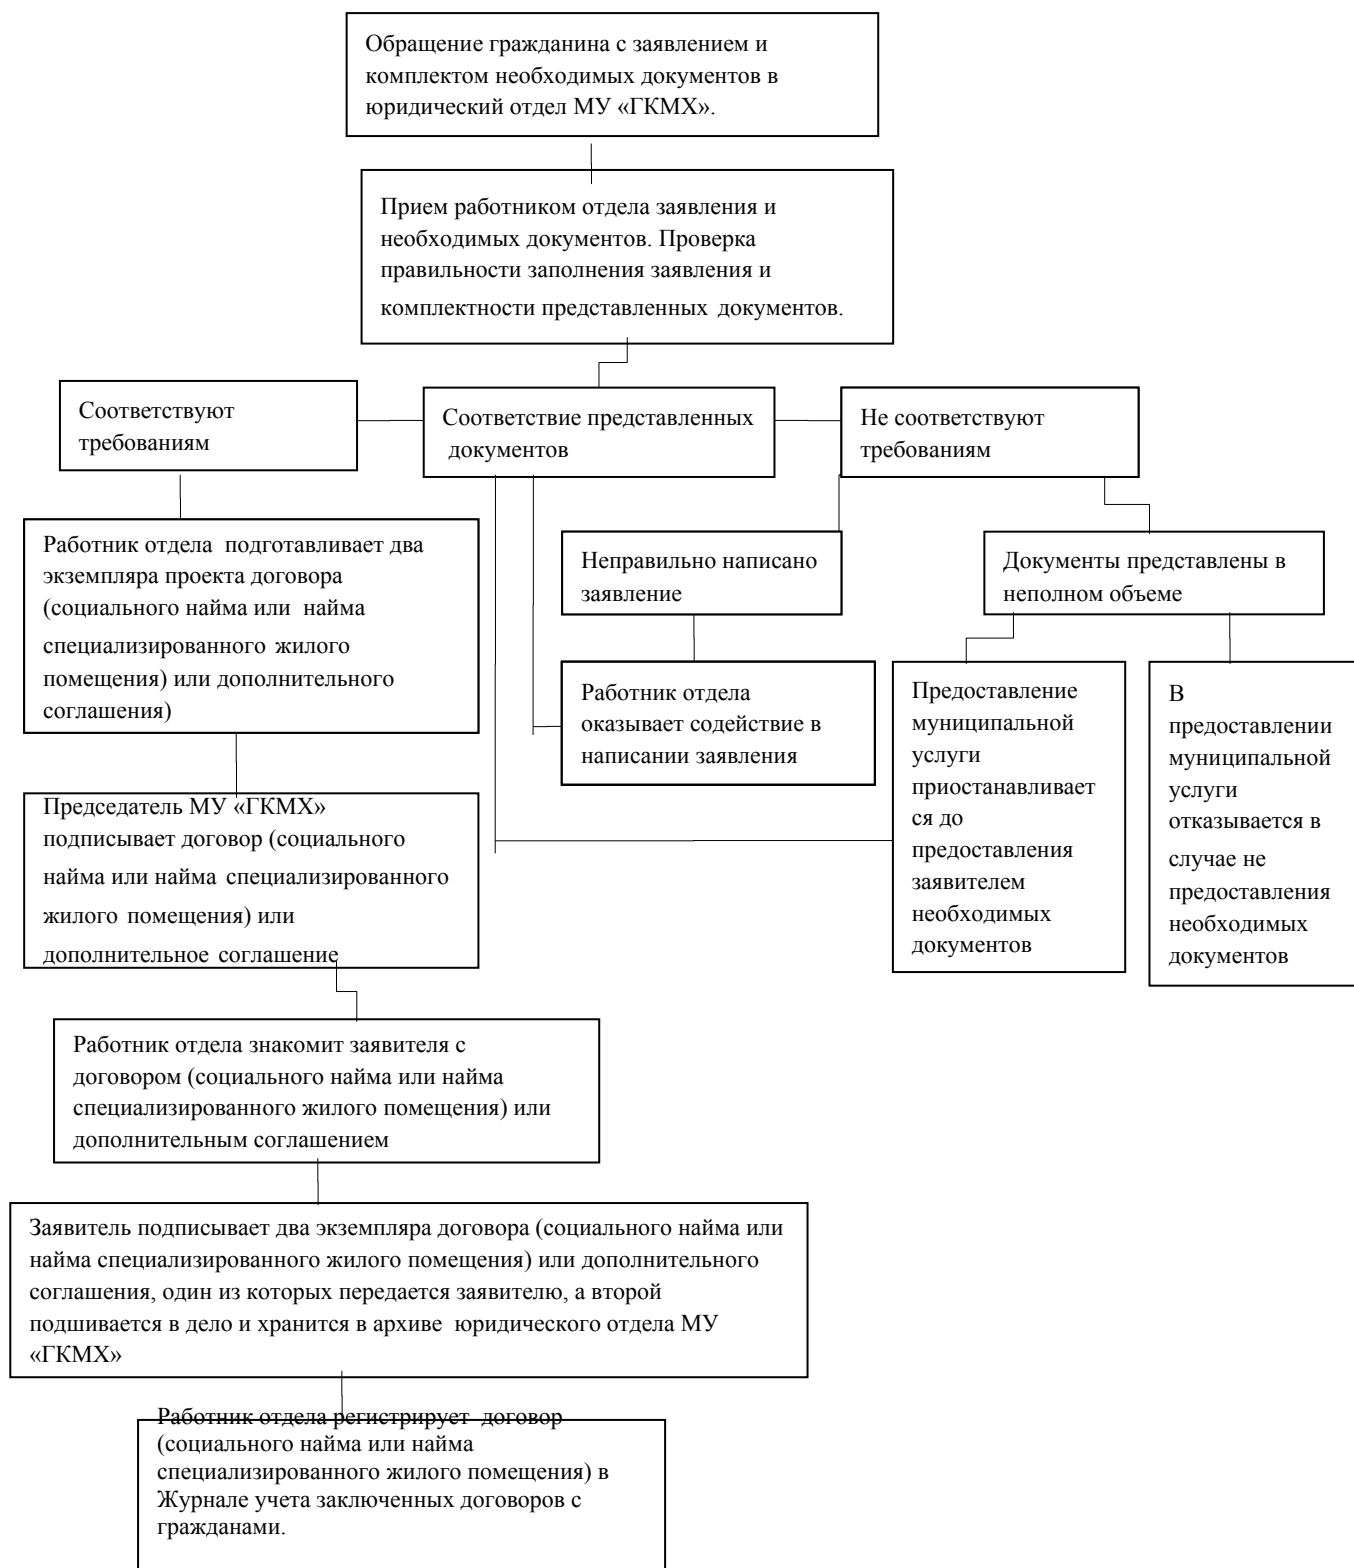 Обращение гражданина с заявлением и
комплектом необходимых документов в
юридический отдел МУ «ГКМХ».
Прием работником отдела заявления и
необходимых документов. Проверка
правильности заполнения заявления и
комплектности представленных документов.
Соответствуют
требованиям
Соответствие представленных
документов
Не соответствуют
требованиям
Работник отдела подготавливает два
экземпляра проекта договора
(социального найма или найма
специализированного жилого
помещения) или дополнительного
соглашения)
Неправильно написано
заявление
Документы представлены в
неполном объеме
Работник отдела
оказывает содействие в
написании заявления
Предоставление
муниципальной
услуги
приостанавливает
ся до
предоставления
заявителем
необходимых
документов
В
предоставлении
муниципальной
услуги
отказывается в
случае не
предоставления
необходимых
документов
Председатель МУ «ГКМХ»
подписывает договор (социального
найма или найма специализированного
жилого помещения) или
дополнительное соглашение
Работник отдела знакомит заявителя с
договором (социального найма или найма
специализированного жилого помещения) или
дополнительным соглашением
Заявитель подписывает два экземпляра договора (социального найма или
найма специализированного жилого помещения) или дополнительного
соглашения, один из которых передается заявителю, а второй
подшивается в дело и хранится в архиве юридического отдела МУ
«ГКМХ»
Работник отдела регистрирует договор
(социального найма или найма
специализированного жилого помещения) в
Журнале учета заключенных договоров с
гражданами.